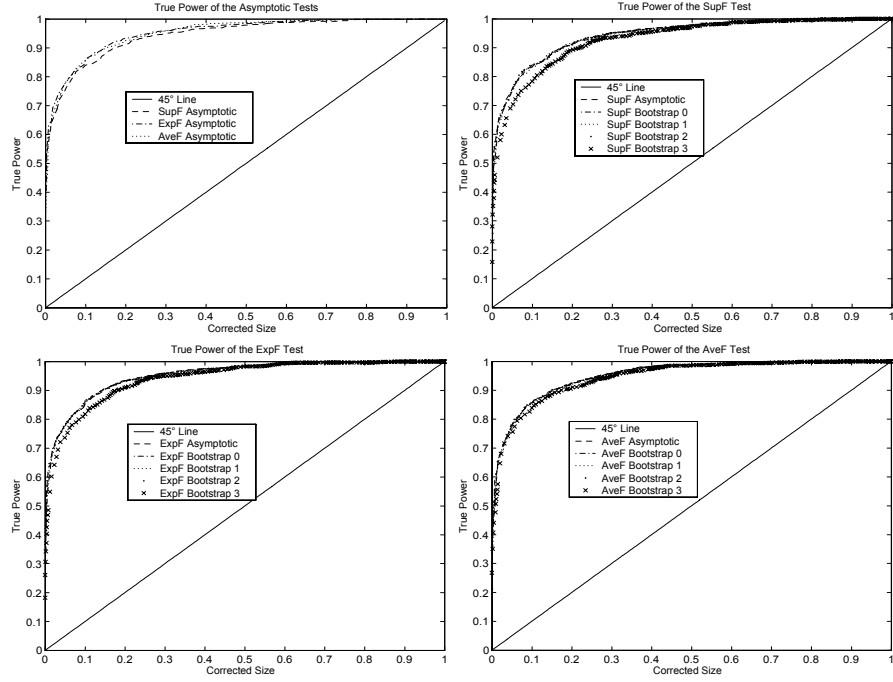 True Power of the Asymptotic Tests
True Power
1
0.9
0.8
0.7
0.6
0.5
0.4
0.3
0.2
0.1
0
45° Line
SupF Asymptotic
ExpF Asymptotic
AveF Asymptotic
0 0.1 0.2 0.3 0.4 0.5 0.6 0.7 0.8 0.9 1
Corrected Size
True Power of the SupF Test
True Power
1
0.9
0.8
0.7
0.6
0.5
0.4
0.3
0.2
0.1
0
45° Line
SupF Asymptotic
SupF Bootstrap 0
SupF Bootstrap 1
SupF Bootstrap 2
SupF Bootstrap 3
0 0.1 0.2 0.3 0.4 0.5 0.6 0.7 0.8 0.9 1
Corrected Size
True Power of the ExpF Test
True Power
1
0.9
0.8
0.7
0.6
0.5
0.4
0.3
0.2
0.1
0
45° Line
ExpF Asymptotic
ExpF Bootstrap 0
ExpF Bootstrap 1
ExpF Bootstrap 2
ExpF Bootstrap 3
0 0.1 0.2 0.3 0.4 0.5 0.6 0.7 0.8 0.9 1
Corrected Size
True Power of the AveF Test
True Power
1
0.9
0.8
0.7
0.6
0.5
0.4
0.3
0.2
0.1
0
45° Line
AveF Asymptotic
AveF Bootstrap 0
AveF Bootstrap 1
AveF Bootstrap 2
AveF Bootstrap 3
0 0.1 0.2 0.3 0.4 0.5 0.6 0.7 0.8 0.9 1
Corrected Size